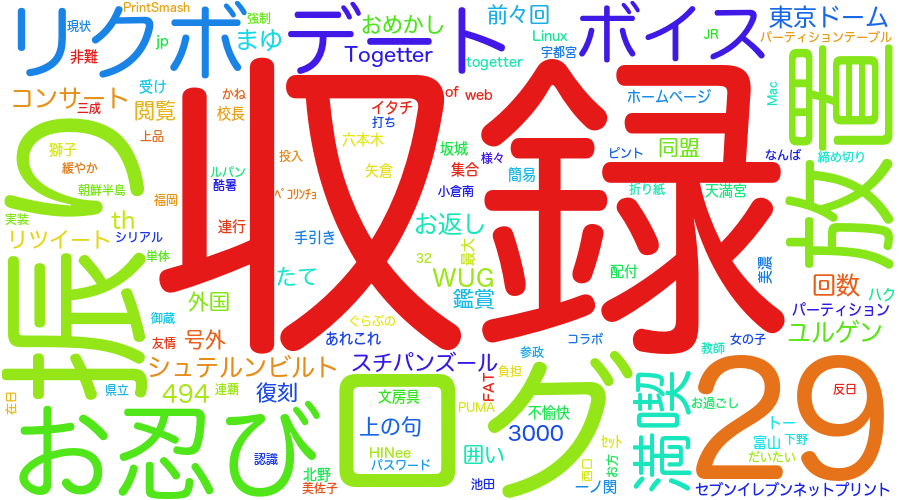 PrintSmash
リクボ
デート
ボイス
現状
jp
強制
まゆ
おめかし
前々回
Linux
宇都宮
JR
東京ドーム
パーティションテーブル
非難
Togetter
togetter
コンサート
三成
受け
閲覧
かね
校長
イタチ
打ち
of
web
ホームページ
Mac
放置
上品
獅子
緩やか
朝鮮半島
ルパン
酷暑
投入
六本木
矢倉
坂城
集合
様々
簡易
小倉南
ピント
同盟
なんば
締め切り
折り紙
天満宮
収録
福岡
ペコリンチョ
実装
th
連行
リツイート
シリアル
単体
手引き
お返し
最大
32
WUG
たて
配付
美濃
ハク
回数
パーティション
ユルゲン
御蔵
外国
鑑賞
ぐらぶの
あれこれ
コラボ
女の子
友情
号外
教師
振り
シュテルンビルト
スチパンズール
参政
県立
494
連覇
復刻
ログ
負担
FAT
文房具
PUMA
不愉快
満喫
29
反日
お過ごし
在日
お忍び
上の句
3000
トー
富山
下野
だいたい
認識
北野
美佐子
HINee
パスワード
囲い
池田
西口
セット
お方
一ノ関
セブンイレブンネットプリント